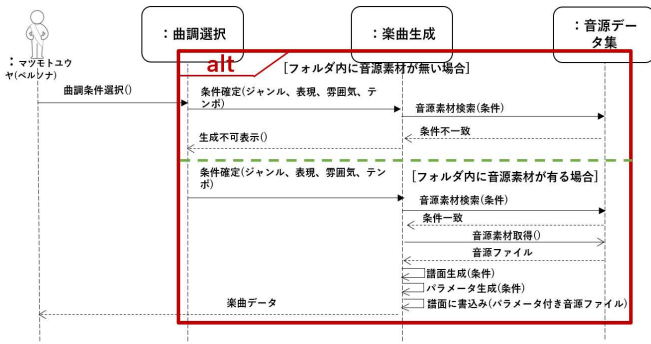 ：曲調選択
：楽曲生成
：音源デー
タ集
：マツモトユウ
ヤ(ペルソナ)
alt
[フォルダ内に音源素材が無い場合]
曲調条件選択()
条件確定(ジャンル、表現、雰囲気、テ
ンポ)
音源素材検索(条件)
生成不可表示()
条件不一致
条件確定(ジャンル、表現、雰囲気、テン
ポ)
[フォルダ内に音源素材が有る場合]
音源素材検索(条件)
条件一致
音源素材取得()
音源ファイル
譜面生成(条件)
パラメータ生成(条件)
楽曲データ
譜面に書込み(パラメータ付き音源ファイル)